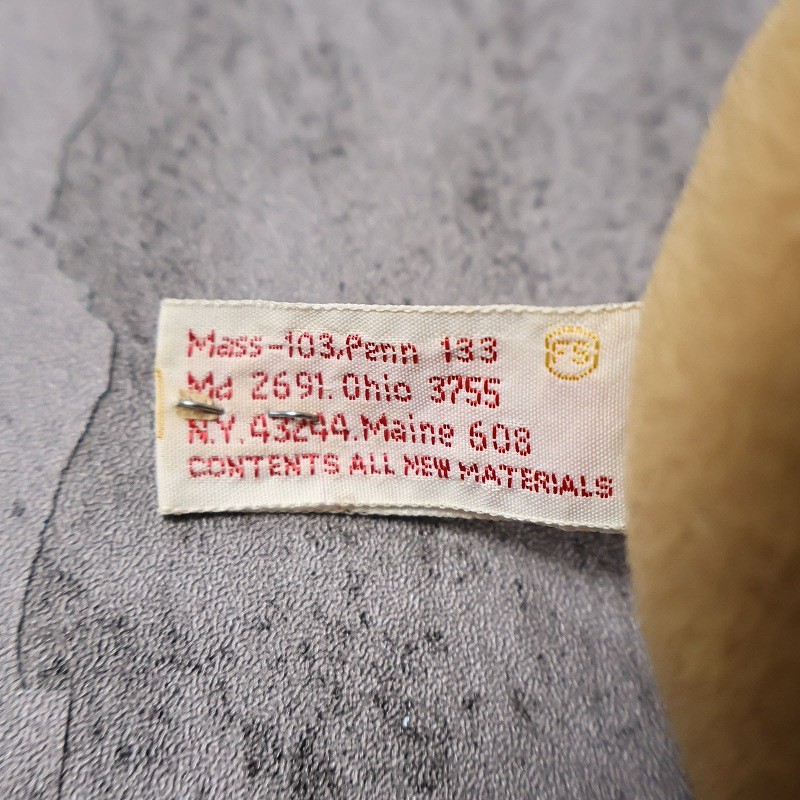 Mass-103,Penn 133
FS
Md 2691. Ohio 3755
N.Y. 43244.Maine 608
CONTENTS ALL NEW MATERIALS